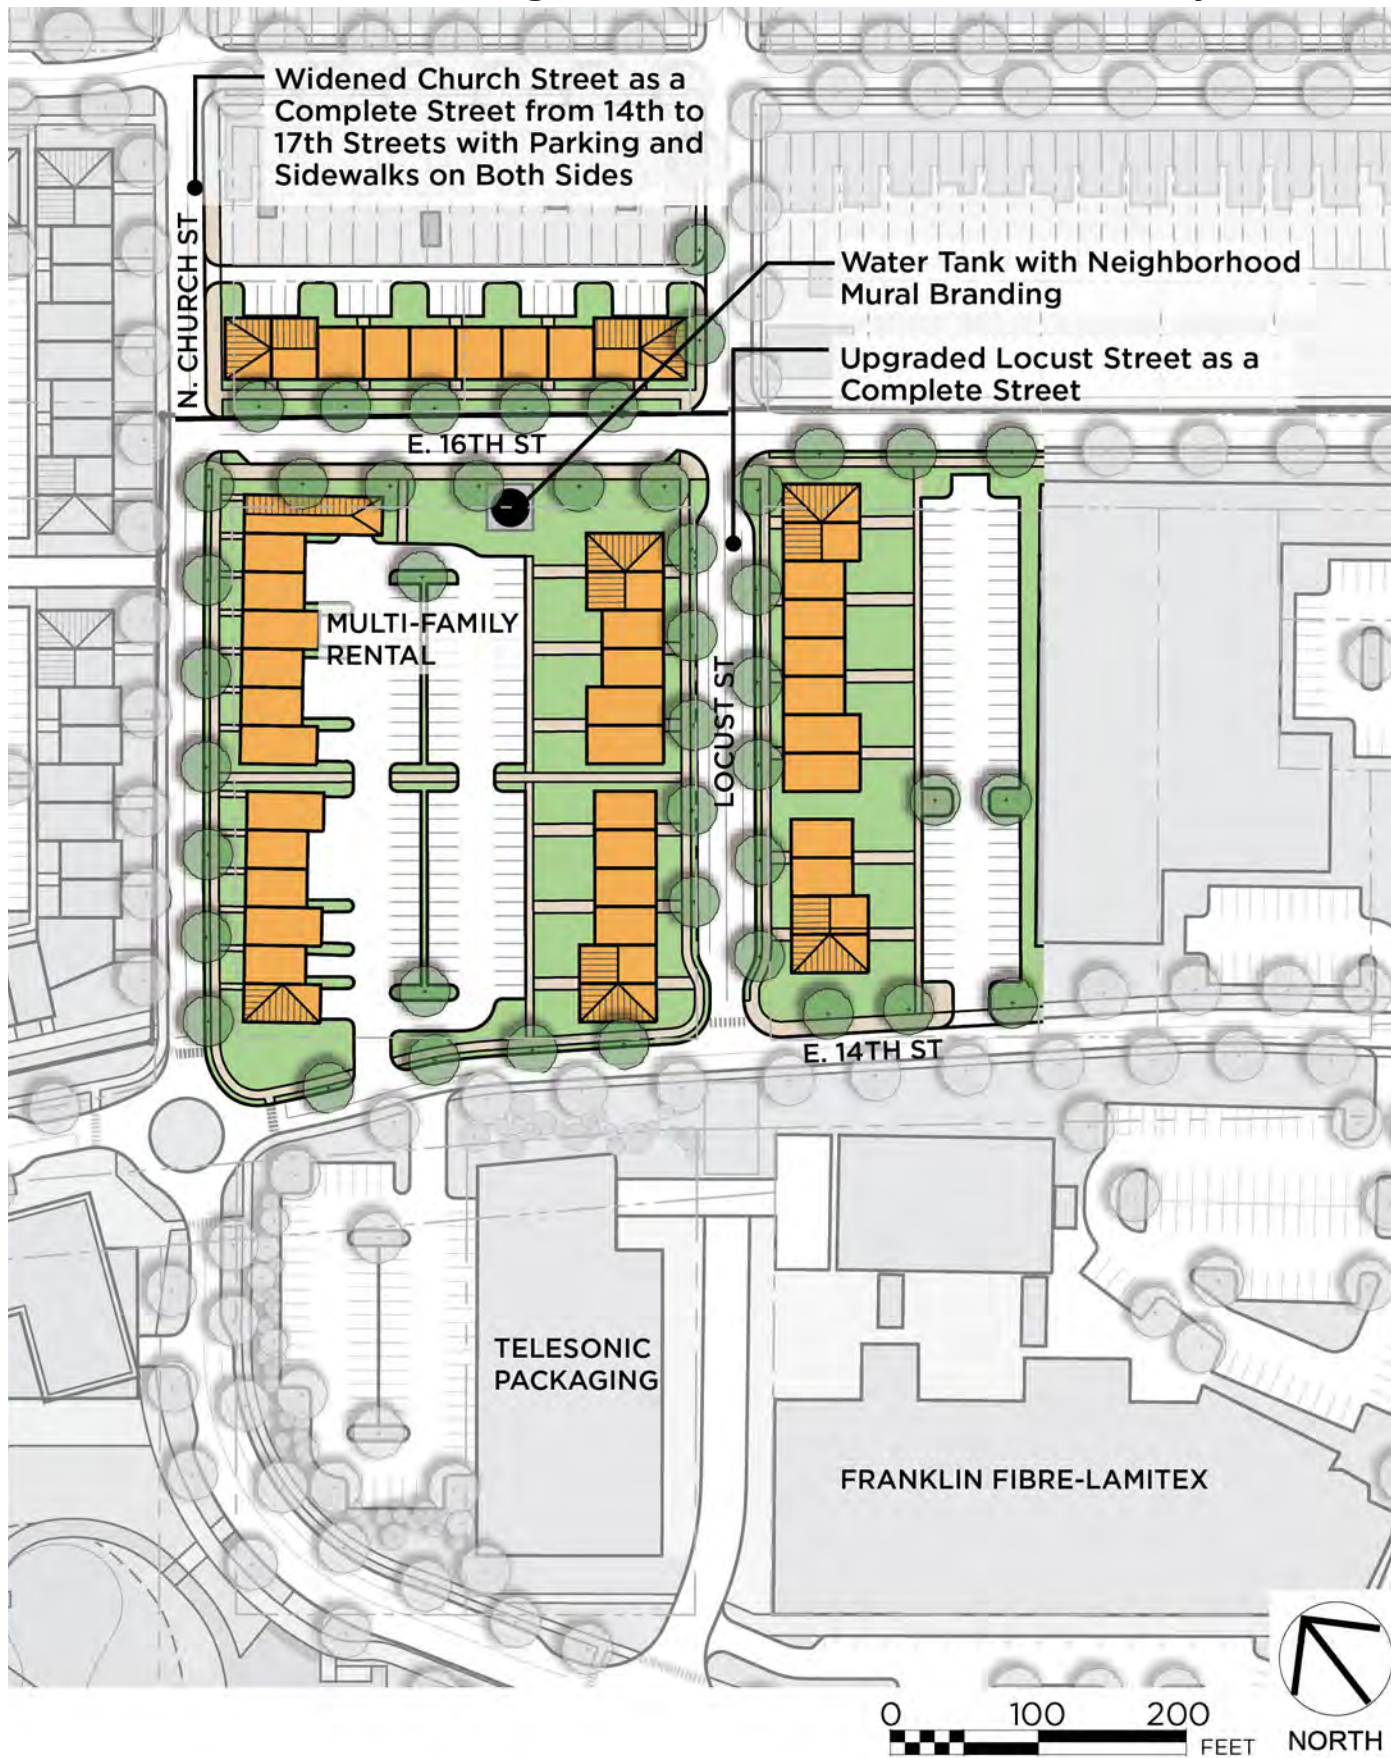 Widened Church Street as a
Complete Street from 14th to
17th Streets with Parking and
Sidewalks on Both Sides
N. CHURCH ST
Water Tank with Neighborhood
Mural Branding
Upgraded Locust Street as a
Complete Street
E. 16TH ST
MULTI-FAMILY
RENTAL
LOCUST ST
E. 14TH ST
TELESONIC
PACKAGING
FRANKLIN FIBRE-LAMITEX
0 100 200
FEET
NORTH